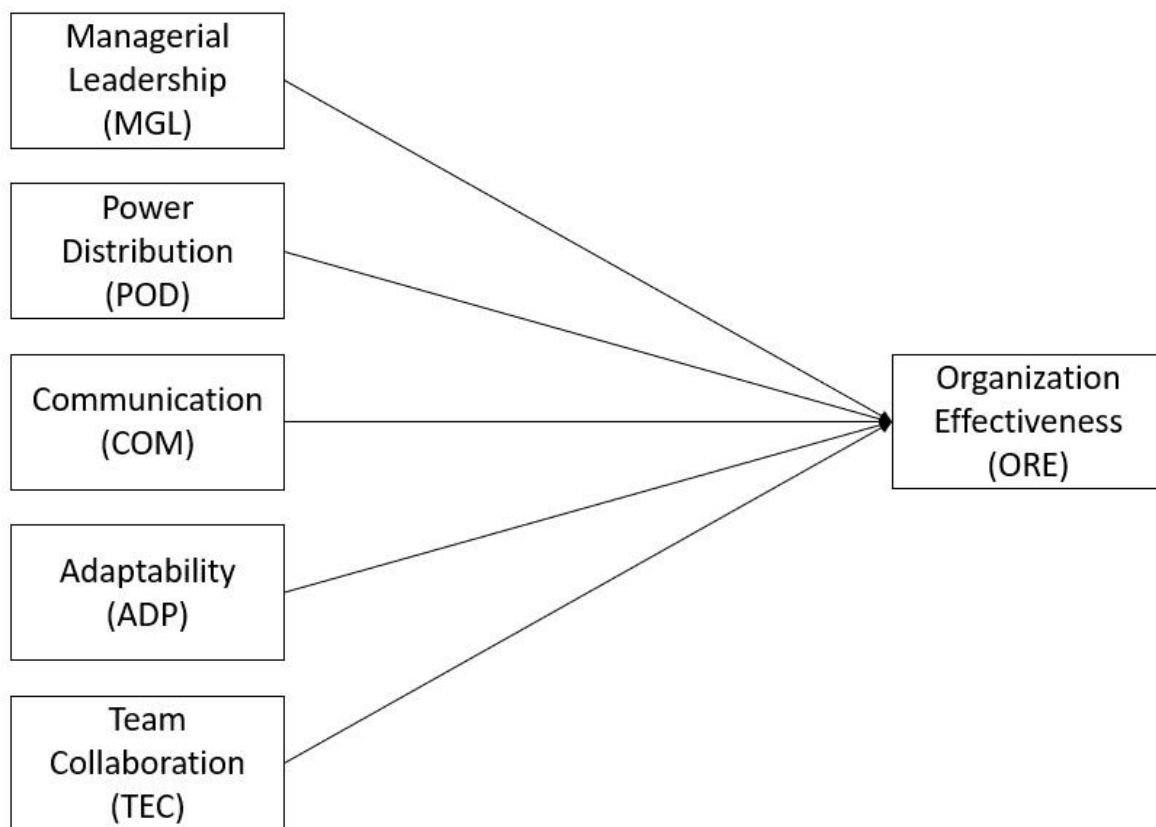 Managerial
Leadership
(MGL)
Power
Distribution
(POD)
Communication
(COM)
Adaptability
(ADP)
Team
Collaboration
(TEC)
Organization
Effectiveness
(ORE)